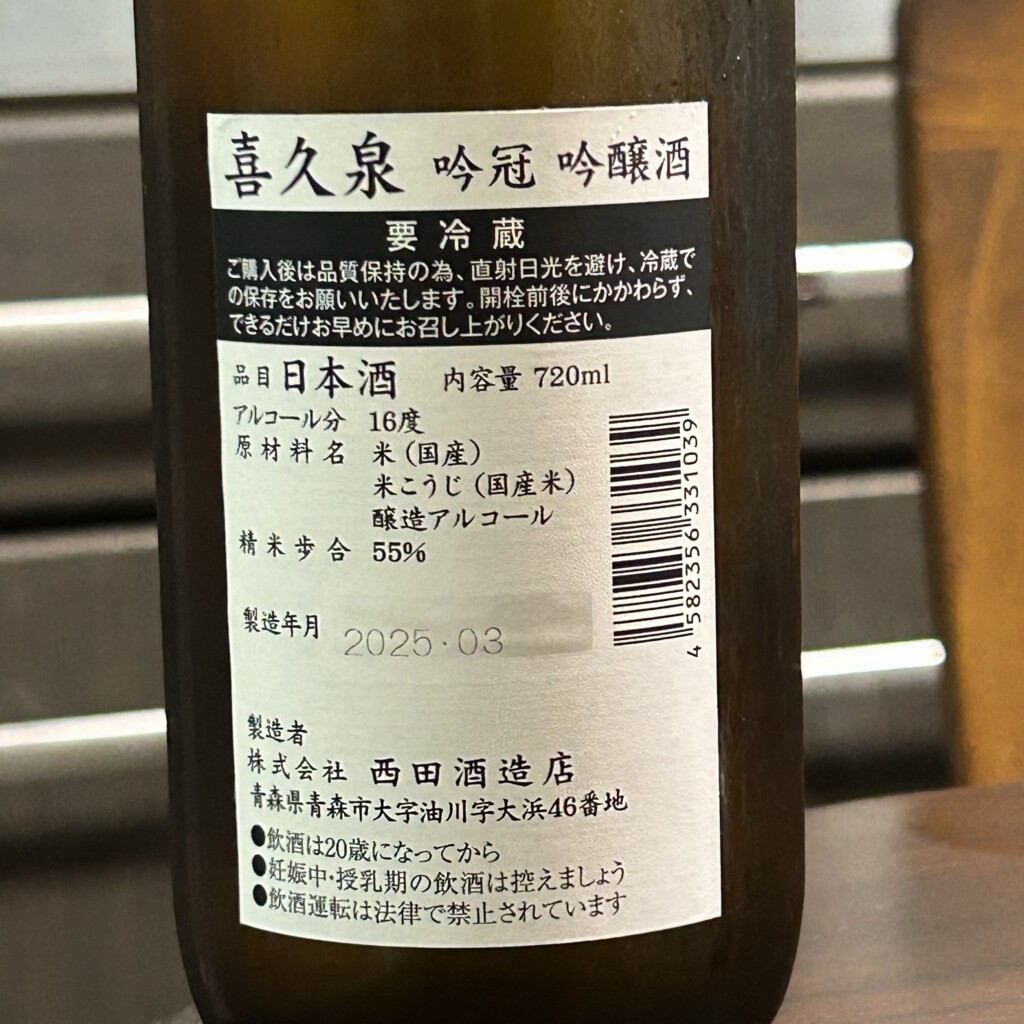 喜久泉 吟冠 吟醸酒
要冷蔵
ご購入後は品質保持の為、直射日光を避け、冷蔵で
の保存をお願いいたします。開栓前後にかかわらず、
できるだけお早めにお召し上がりください。
品目 日本酒 内容量 720ml
アルコール分 16度
原材料名 米（国産）
米こうじ（国産米）
醸造アルコール
精米歩合 55%
製造年月 2025・03
4 582356 331039
製造者
株式会社 西田酒造店
青森県青森市大字油川字大浜46番地
●飲酒は20歳になってから
●妊娠中・授乳期の飲酒は控えましょう
●飲酒運転は法律で禁止されています